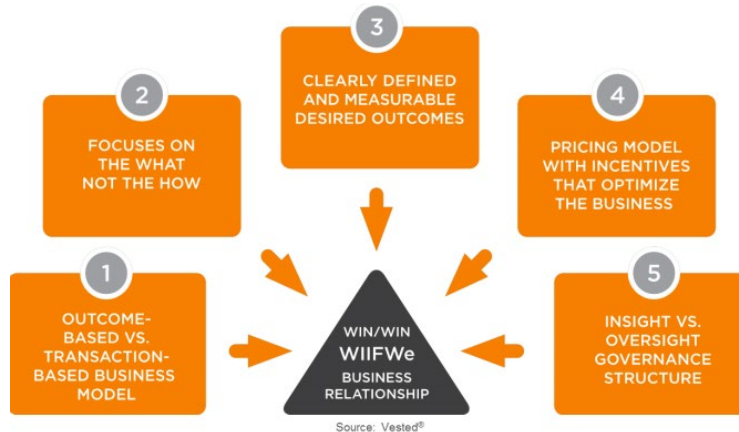 1
OUTCOME-
BASED VS.
TRANSACTION-
BASED BUSINESS
MODEL
2
FOCUSES ON
THE WHAT
NOT THE HOW
3
CLEARLY DEFINED
AND MEASURABLE
DESIRED OUTCOMES
4
PRICING MODEL
WITH INCENTIVES
THAT OPTIMIZE
THE BUSINESS
5
INSIGHT VS.
OVERSIGHT
GOVERNANCE
STRUCTURE
WIN/WIN
WIIFWe
BUSINESS
RELATIONSHIP
Source: Vested®